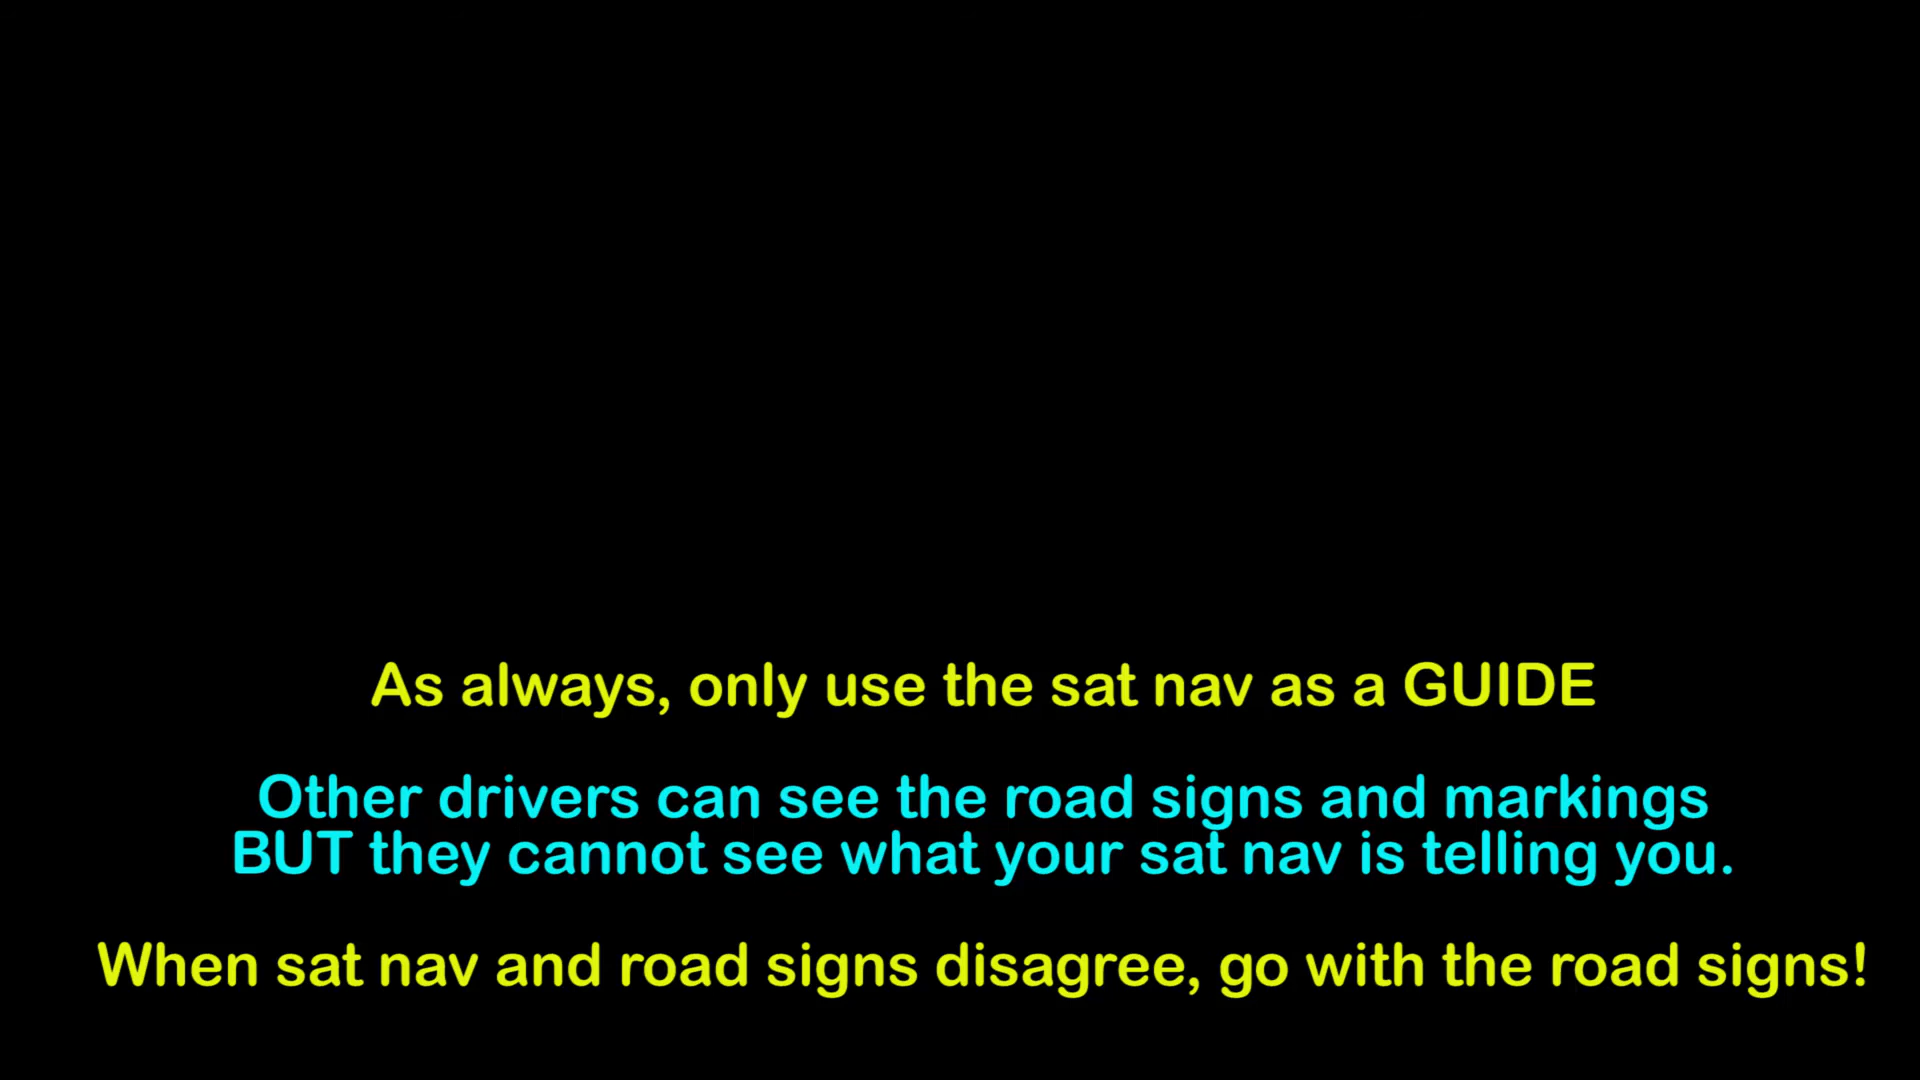 As always, only use the sat nav as a GUIDE
Other drivers can see the road signs and markings
BUT they cannot see what your sat nav is telling you.
When sat nav and road signs disagree, go with the road signs!